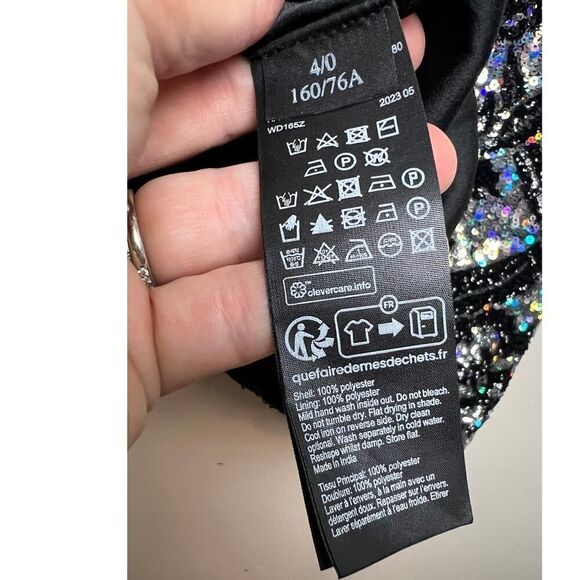 4/0
160/76A
80
WD165Z
2023 05
P W
P
P
clevercare.info
FR
quefairedemesdechets.fr
Shell: 100% polyester
Lining: 100% polyester
Mild hand wash inside out. Do not bleach.
Do not tumble dry. Flat drying in shade.
Cool iron on reverse side. Dry clean
optional. Wash separately in cold water.
Reshape whilst damp. Store flat.
Made in India
Tissu Principal: 100% polyester
Doublure: 100% polyester
Laver à l'envers, à la main avec un
détergent doux. Repasser sur l'envers.
Laver séparément à l'eau froide. Etirer